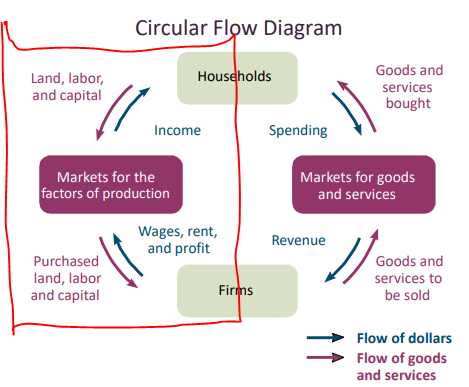 Circular Flow Diagram
Land, labor,
and capital
Households
Goods and
services
bought
Income
Spending
Markets for the
factors of production
Markets for goods
and services
Wages, rent,
and profit
Revenue
Purchased
land, labor
and capital
Firms
Goods and
services to
be sold
Flow of dollars
Flow of goods
and services